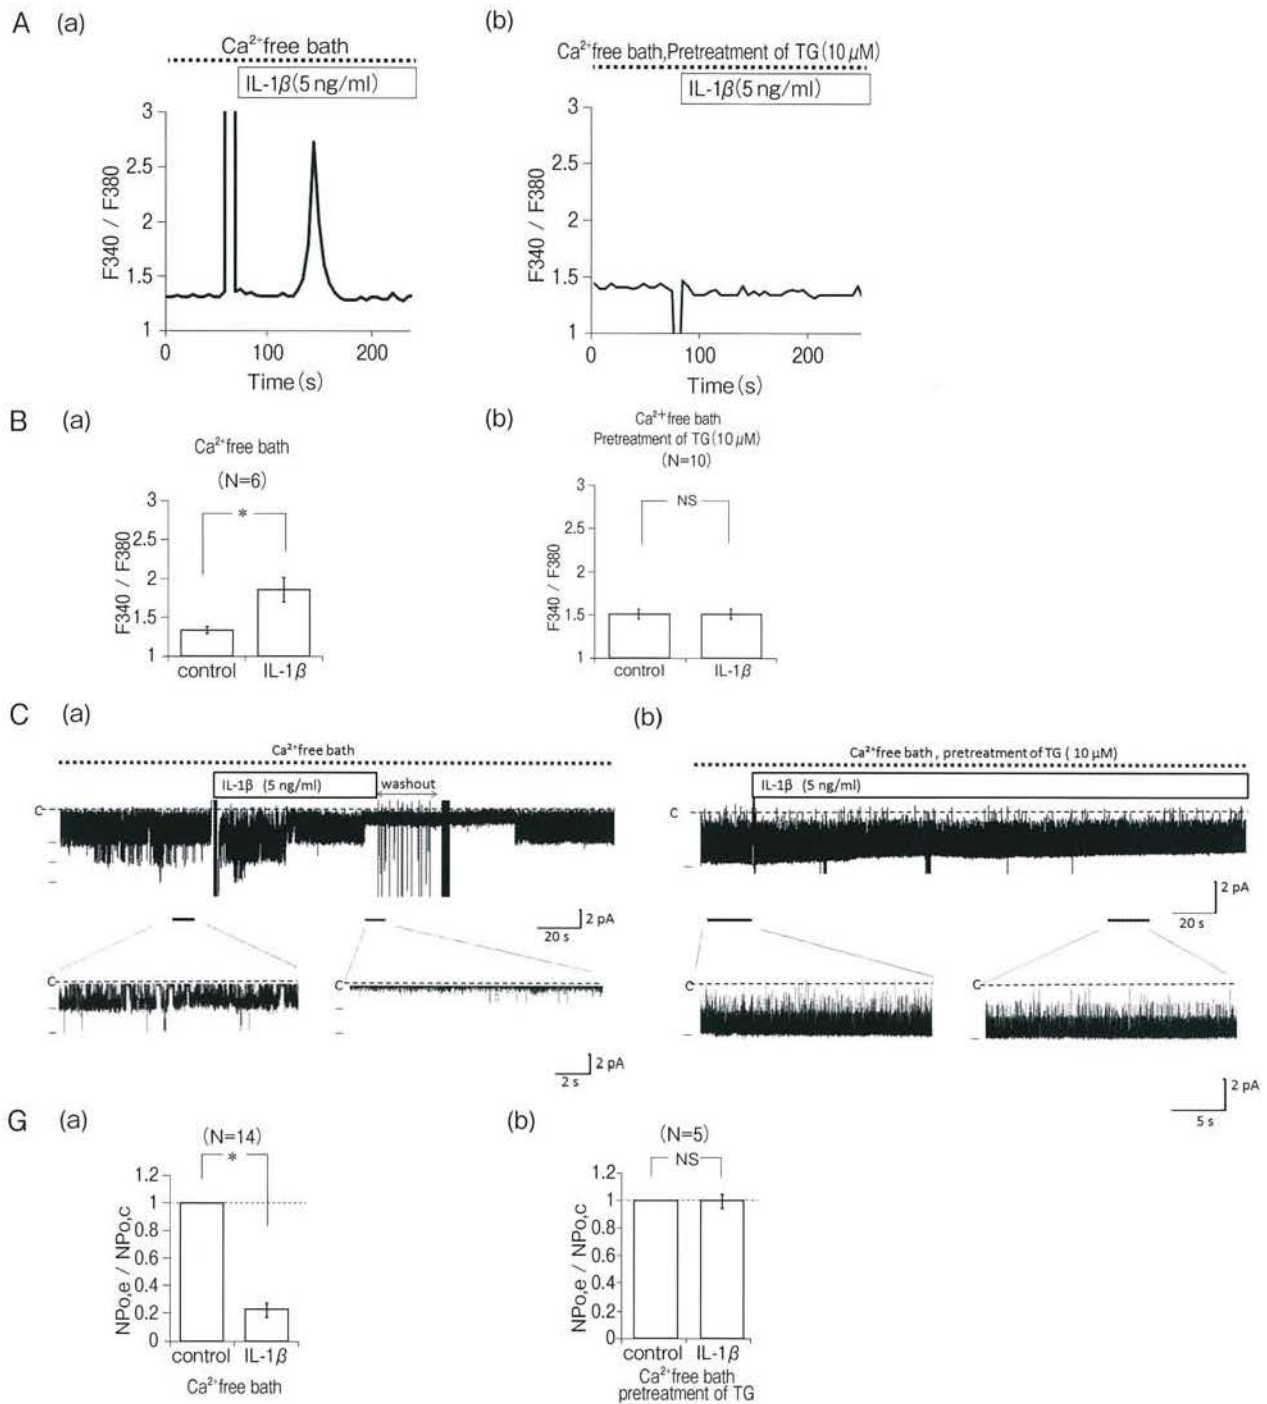 A (a)
Ca²⁺free bath
IL-1β(5 ng/ml)
3
2.5
2
1.5
1
F340 / F380
0 100 200
Time(s)
(b)
Ca²⁺free bath,Pretreatment of TG(10 μM)
IL-1β(5 ng/ml)
3
2.5
2
1.5
1
F340 / F380
0 100 200
Time(s)
B (a)
Ca²⁺free bath
(N=6)
3
2.5
2
1.5
1
F340 / F380
*
control IL-1β
(b)
Ca²⁺free bath
Pretreatment of TG(10 μM)
(N=10)
3
2.5
2
1.5
1
F340 / F380
NS
control IL-1β
C (a)
Ca²⁺free bath
IL-1β (5 ng/ml) washout
C
2 pA
20 s
C
C
2 pA
2 s
(b)
Ca²⁺free bath , pretreatment of TG ( 10 μM)
IL-1β (5 ng/ml)
C
2 pA
20 s
C
C
2 pA
5 s
G (a)
(N=14)
*
1.2
1
0.8
0.6
0.4
0.2
0
NPo,e / NPo,c
control IL-1β
Ca²⁺free bath
(b)
(N=5)
NS
1.2
1
0.8
0.6
0.4
0.2
0
NPo,e / NPo,c
control IL-1β
Ca²⁺free bath
pretreatment of TG